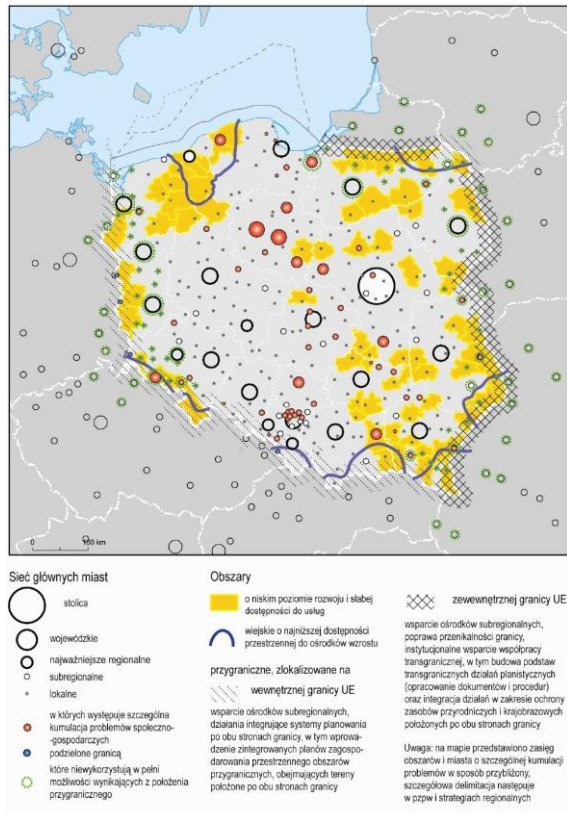 0 100 km
Sieć głównych miast
stolica
wojewódzkie
najważniejsze regionalne
subregionalne
lokalne
w których występuje szczególna
kumulacja problemów społeczno-
-gospodarczych
podzielone granicą
które niewykorzystują w pełni
możliwości wynikających z położenia
przygranicznego
Obszary
o niskim poziomie rozwoju i słabej
dostępności do usług
wiejskie o najniższej dostępności
przestrzennej do ośrodków wzrostu
przygraniczne, zlokalizowane na
wewnętrznej granicy UE
wsparcie ośrodków subregionalnych,
działania integrujące systemy planowania
po obu stronach granicy, w tym wprowa-
dzenie zintegrowanych planów zagospo-
darowania przestrzennego obszarów
przygranicznych, obejmujących tereny
położone po obu stronach granicy
zewewnętrznej granicy UE
wsparcie ośrodków subregionalnych,
poprawa przenikalności granicy,
instytucjonalne wsparcie współpracy
transgranicznej, w tym budowa podstaw
transgranicznych działań planistycznych
(opracowanie dokumentów i procedur)
oraz integracja działań w zakresie ochrony
zasobów przyrodniczych i krajobrazowych
położonych po obu stronach granicy
Uwaga: na mapie przedstawiono zasięg
obszarów i miasta o szczególnej kumulacji
problemów w sposób przybliżony,
szczegółowa delimitacja następuje
w pzpw i strategiach regionalnych